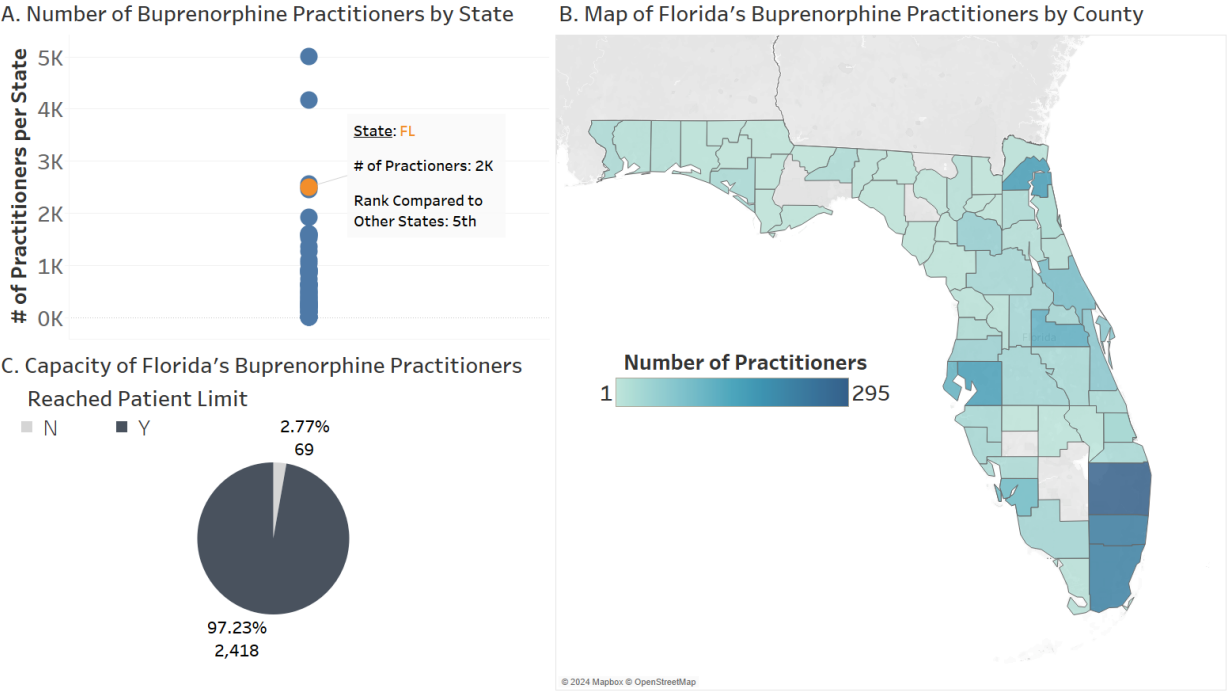 A. Number of Buprenorphine Practitioners by State
# of Practitioners per State
5K
4K
3K
2K
1K
0K
State: FL
# of Practioners: 2K
Rank Compared to
Other States: 5th
B. Map of Florida's Buprenorphine Practitioners by County
Florida
Number of Practitioners
1
295
© 2024 Mapbox © OpenStreetMap
C. Capacity of Florida's Buprenorphine Practitioners
Reached Patient Limit
N
Y
2.77%
69
97.23%
2,418